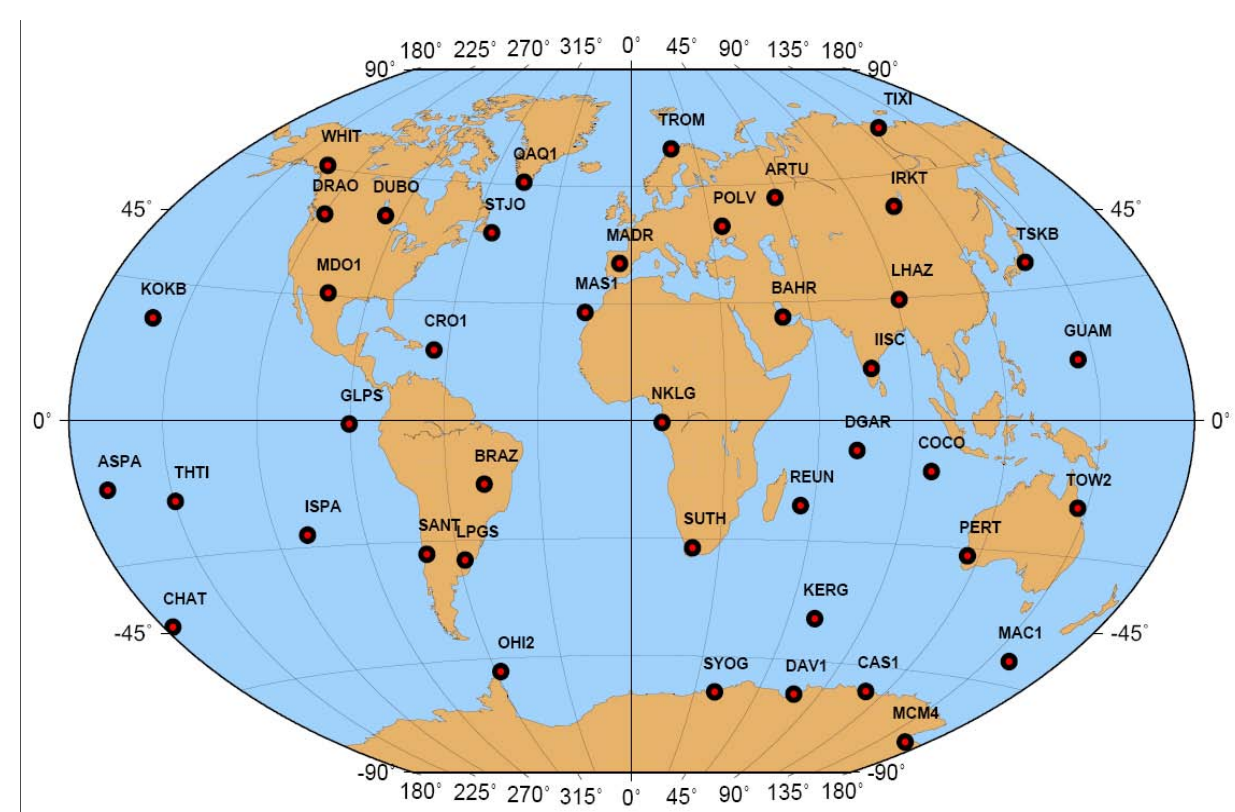 180° 225° 270° 315° 0° 45° 90° 135° 180°
90° 90°
TIXI
TROM
WHIT
QAQ1
ARTU
IRKT
DRAO DUBO
POLV
45° STJO 45°
MADR TSKB
MDO1
LHAZ
MAS1
KOKB BAHR
CRO1
GUAM
IISC
GLPS NKLG
0° 0°
DGAR
COCO
ASPA BRAZ
THTI REUN TOW2
ISPA
SUTH
SANT PERT
LPGS
KERG
CHAT
-45° MAC1 -45°
OHI2
SYOG DAV1 CAS1
MCM4
-90° -90°
180° 225° 270° 315° 0° 45° 90° 135° 180°